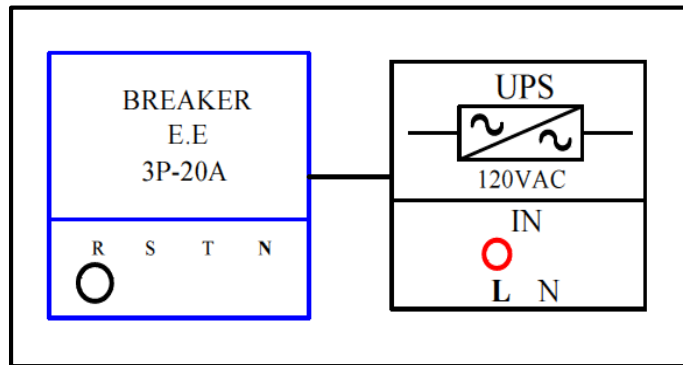 BREAKER
E.E
3P-20A
R S T N
UPS
120VAC
IN
L N